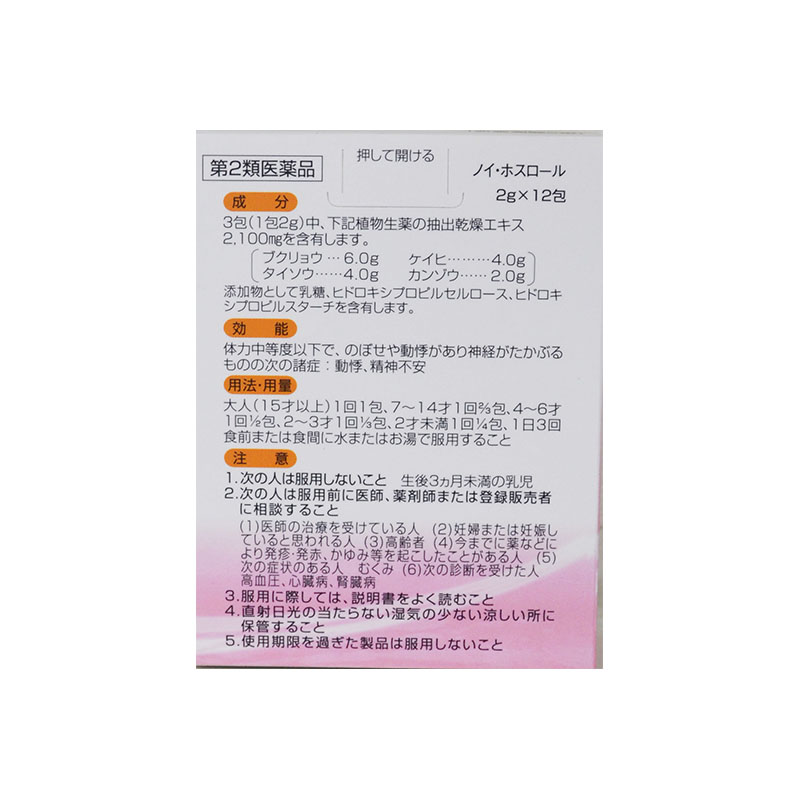 押して開ける
第2類医薬品
ノイ・ホスロール
2g×12包
成 分
3包(1包2g)中、下記植物生薬の抽出乾燥エキス
2,100㎎を含有します。
ブクリョウ…6.0g ケイヒ………4.0g
タイソウ……4.0g カンゾウ……2.0g
添加物として乳糖、ヒドロキシプロピルセルロース、ヒドロキ
シプロピルスターチを含有します。
効 能
体力中等度以下で、のぼせや動悸があり神経がたかぶる
ものの次の諸症：動悸、精神不安
用法・用量
大人(15才以上)1回1包、7～14才1回⅔包、4～6才
1回½包、2～3才1回⅓包、2才未満1回¼包、1日3回
食前または食間に水またはお湯で服用すること
注 意
1.次の人は服用しないこと 生後3ヵ月未満の乳児
2.次の人は服用前に医師、薬剤師または登録販売者
に相談すること
(1)医師の治療を受けている人 (2)妊婦または妊娠し
ていると思われる人 (3)高齢者 (4)今までに薬などに
より発疹・発赤、かゆみ等を起こしたことがある人 (5)
次の症状のある人 むくみ (6)次の診断を受けた人
高血圧、心臓病、腎臓病
3.服用に際しては、説明書をよく読むこと
4.直射日光の当たらない湿気の少ない涼しい所に
保管すること
5.使用期限を過ぎた製品は服用しないこと